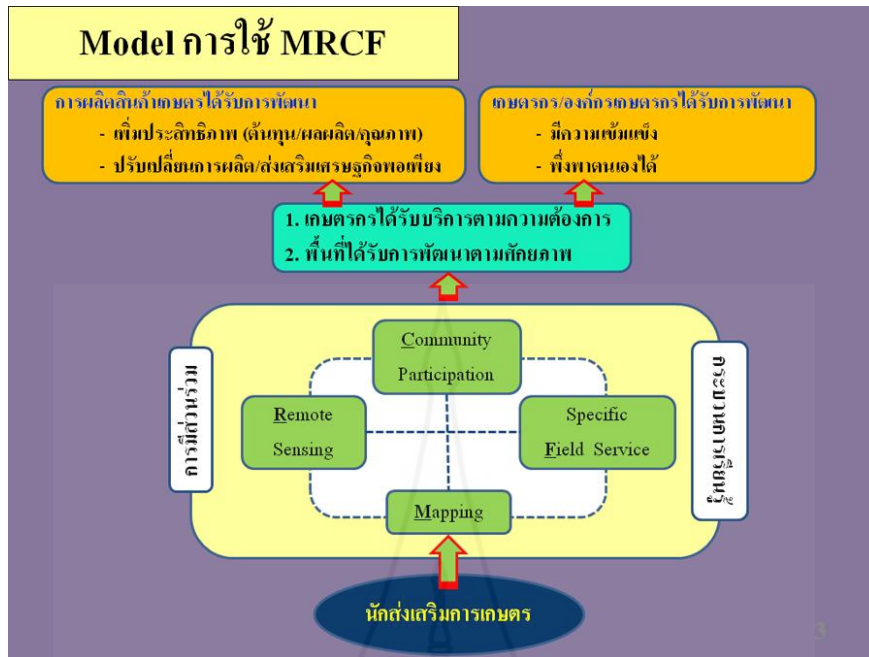 Model การใช้ MRCF
การผลิตสินค้าเกษตรได้รับการพัฒนา
- เพิ่มประสิทธิภาพ (ต้นทุน/ผลผลิต/คุณภาพ)
- ปรับเปลี่ยนการผลิต/ส่งเสริมเศรษฐกิจพอเพียง
เกษตรกร/องค์กรเกษตรกรได้รับการพัฒนา
- มีความเข้มแข็ง
- พึ่งพาตนเองได้
1. เกษตรกรได้รับบริการตามความต้องการ
2. พื้นที่ได้รับการพัฒนาตามศักยภาพ
การมีส่วนร่วม
Community
Participation
Remote
Sensing
Specific
Field Service
Mapping
กระบวนการเรียนรู้
นักส่งเสริมการเกษตร
3